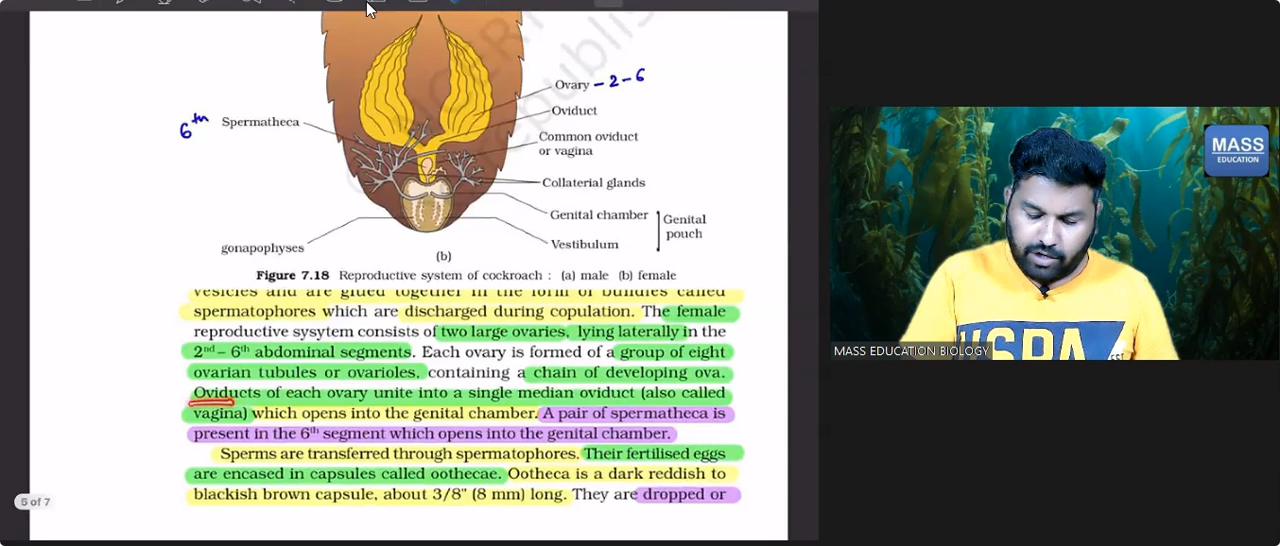 Ovary – 2 – 6
Oviduct
6th Spermatheca
Common oviduct
or vagina
Collaterial glands
Genital chamber
Genital
pouch
gonapophyses
Vestibulum
(b)
Figure 7.18 Reproductive system of cockroach : (a) male (b) female
vesicles and are glued together in the form of bundles called
spermatophores which are discharged during copulation. The female
reproductive sysytem consists of two large ovaries, lying laterally in the
2nd – 6th abdominal segments. Each ovary is formed of a group of eight
ovarian tubules or ovarioles, containing a chain of developing ova.
Oviducts of each ovary unite into a single median oviduct (also called
vagina) which opens into the genital chamber. A pair of spermatheca is
present in the 6th segment which opens into the genital chamber.
Sperms are transferred through spermatophores. Their fertilised eggs
are encased in capsules called oothecae. Ootheca is a dark reddish to
blackish brown capsule, about 3/8" (8 mm) long. They are dropped or
5 of 7
MASS
EDUCATION
MASS EDUCATION BIOLOGY